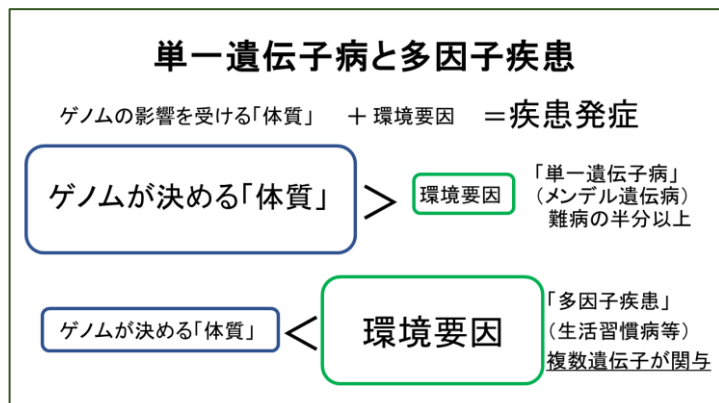 単一遺伝子病と多因子疾患
ゲノムの影響を受ける「体質」 ＋環境要因 ＝疾患発症
ゲノムが決める「体質」 > 環境要因
「単一遺伝子病」
（メンデル遺伝病）
難病の半分以上
ゲノムが決める「体質」 < 環境要因
「多因子疾患」
（生活習慣病等）
複数遺伝子が関与